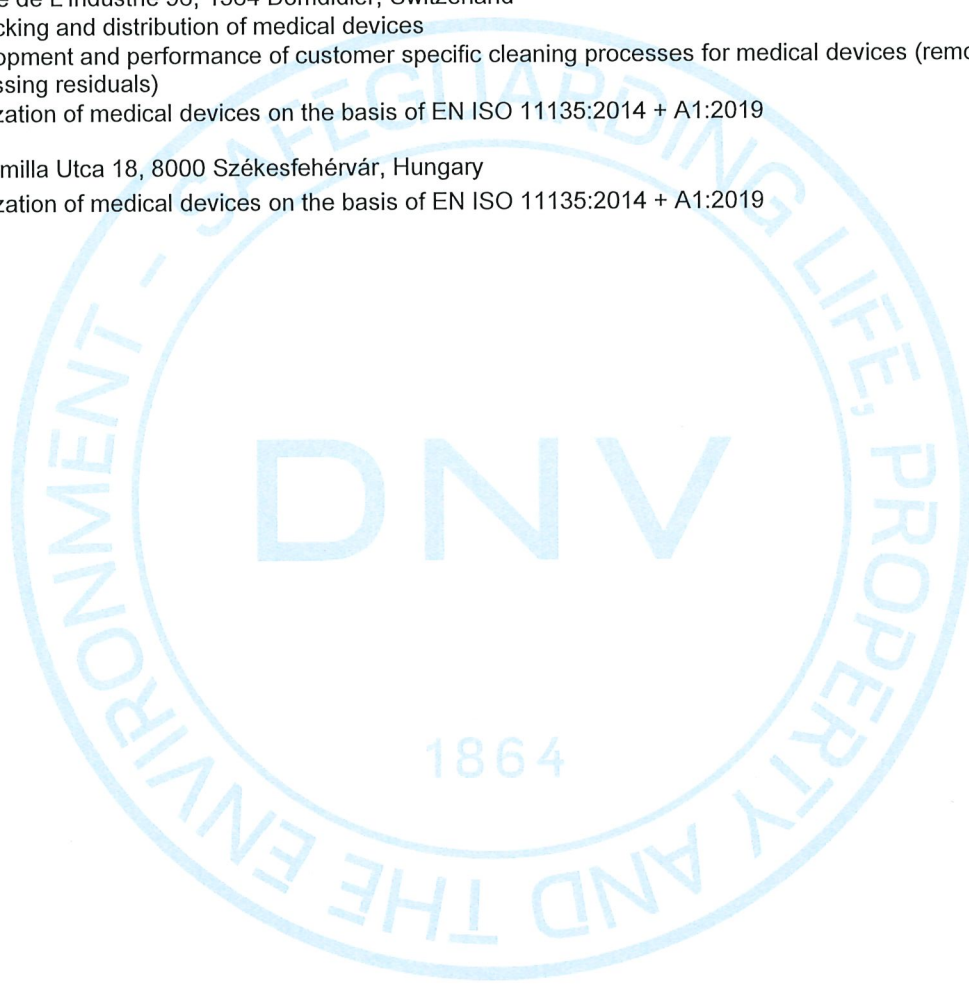 cking and distribution of medical devices
opment and performance of customer specific cleaning processes for medical devices (remo
ssing residuals)
zation of medical devices on the basis of EN ISO 11135:2014 + A1:2019
milla Utca 18, 8000 Székesfehérvár, Hungary
zation of medical devices on the basis of EN ISO 11135:2014 + A1:2019
SAFEGUARDING LIFE, PROPERTY AND THE ENVIRONMENT -
DNV
1864